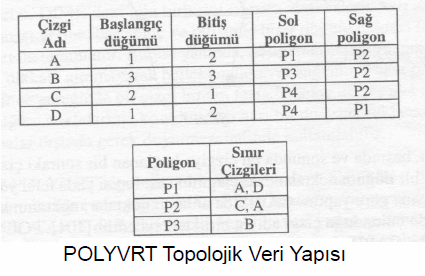 Çizgi Adı Başlangıç düğümü Bitiş düğümü Sol poligon Sağ poligon
A 1 2 P1 P2
B 3 3 P3 P2
C 2 1 P4 P2
D 1 2 P4 P1
Poligon Sınır Çizgileri
P1 A, D
P2 C, A
P3 B
POLYVRT Topolojik Veri Yapısı